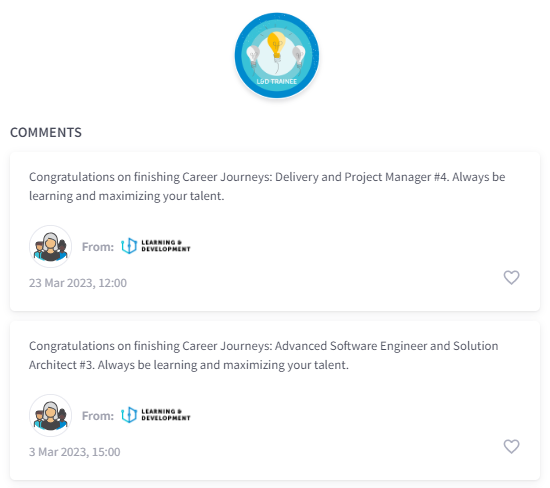 L&D TRAINEE
COMMENTS
Congratulations on finishing Career Journeys: Delivery and Project Manager #4. Always be
learning and maximizing your talent.
From:
LEARNING &
DEVELOPMENT
23 Mar 2023, 12:00
Congratulations on finishing Career Journeys: Advanced Software Engineer and Solution
Architect #3. Always be learning and maximizing your talent.
From:
LEARNING &
DEVELOPMENT
3 Mar 2023, 15:00